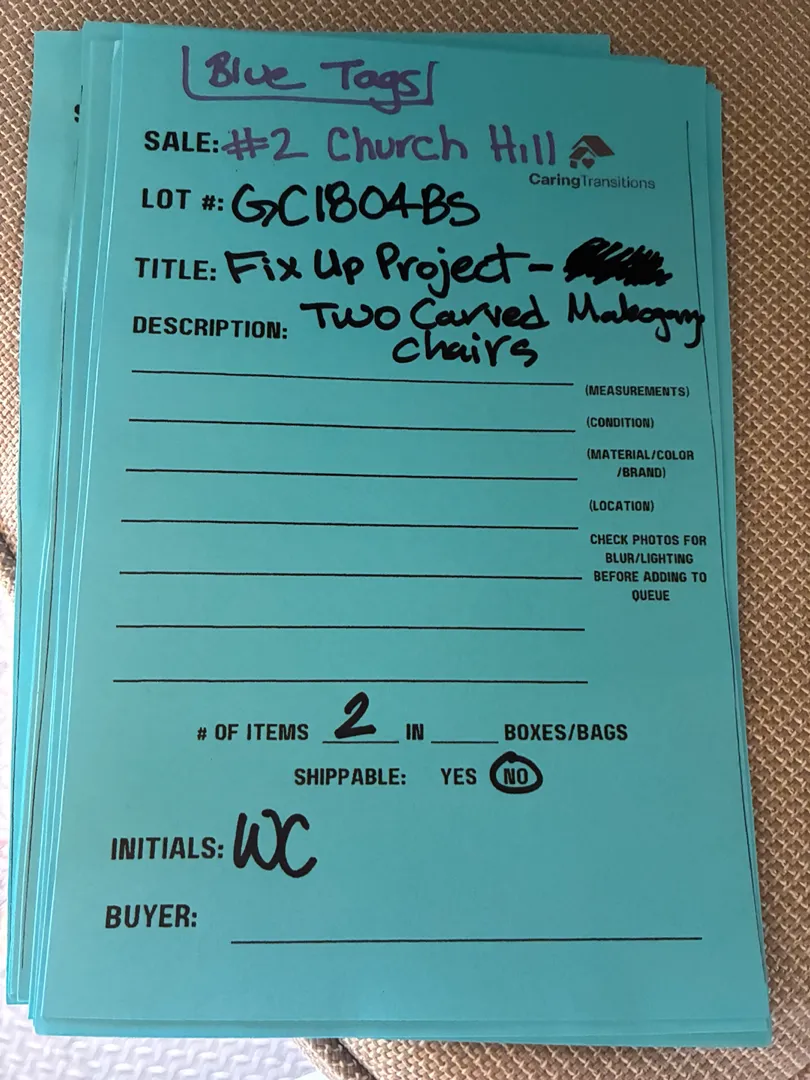 Blue Tags
SALE: #2 Church Hill
CaringTransitions
LOT #: GC1804BS
TITLE: Fix Up Project -
DESCRIPTION: Two Carved Mahogany
Chairs
(MEASUREMENTS)
(CONDITION)
(MATERIAL/COLOR
/BRAND)
(LOCATION)
CHECK PHOTOS FOR
BLUR/LIGHTING
BEFORE ADDING TO
QUEUE
# OF ITEMS 2 IN BOXES/BAGS
SHIPPABLE: YES NO
INITIALS: WC
BUYER: